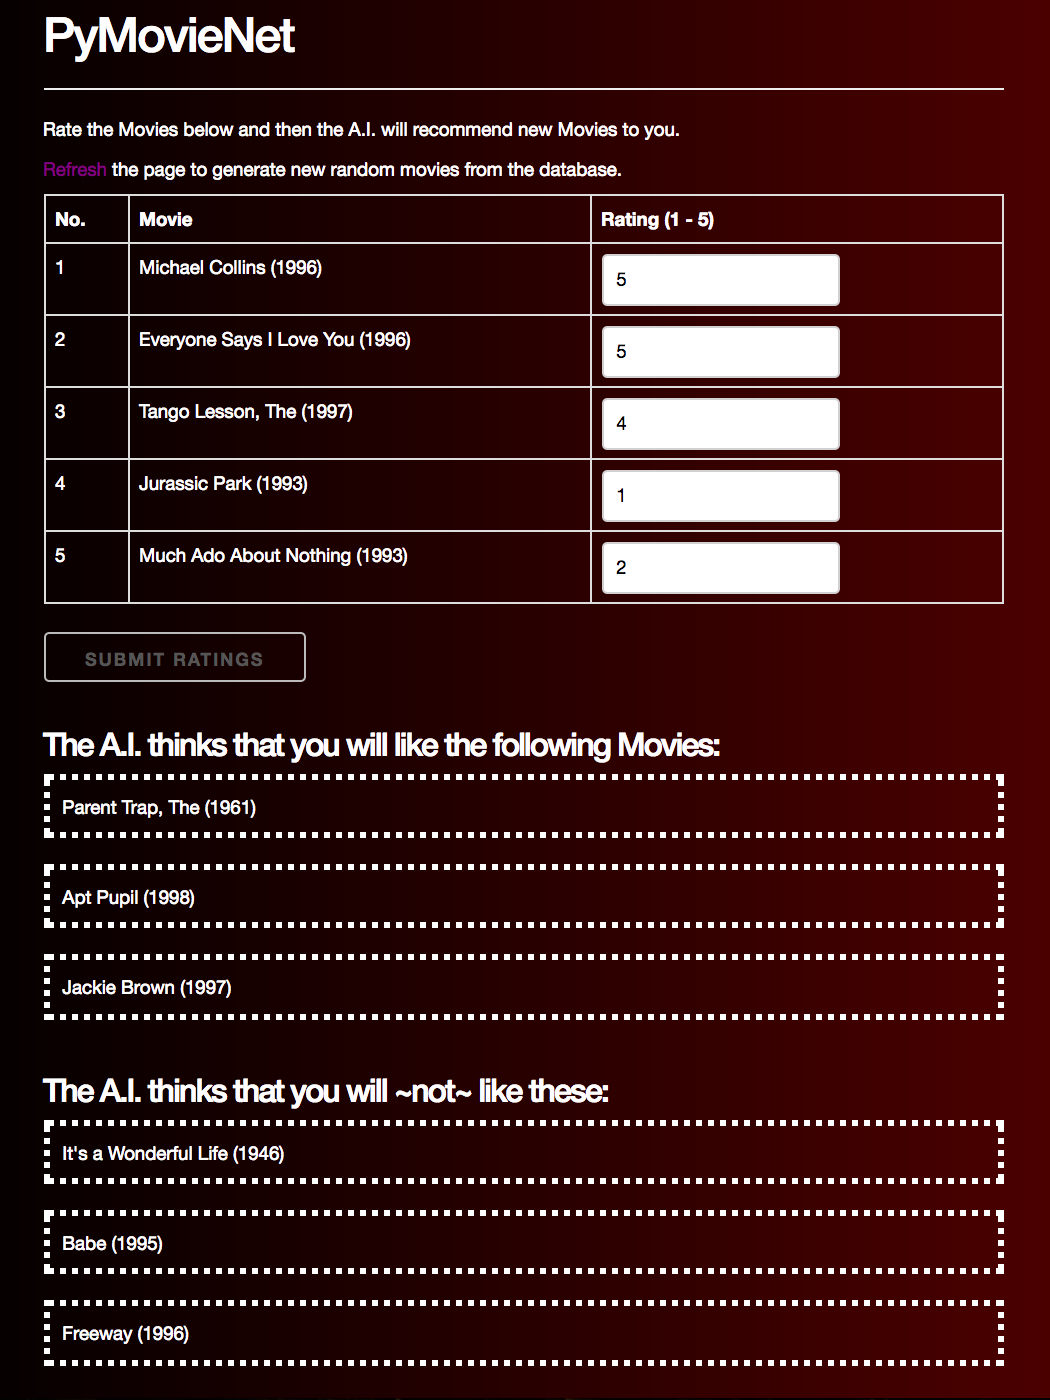 PyMovieNet
Rate the Movies below and then the A.I. will recommend new Movies to you.
Refresh the page to generate new random movies from the database.
No. Movie Rating (1 - 5)
1 Michael Collins (1996) 5
2 Everyone Says I Love You (1996) 5
3 Tango Lesson, The (1997) 4
4 Jurassic Park (1993) 1
5 Much Ado About Nothing (1993) 2
SUBMIT RATINGS
The A.I. thinks that you will like the following Movies:
Parent Trap, The (1961)
Apt Pupil (1998)
Jackie Brown (1997)
The A.I. thinks that you will ~not~ like these:
It's a Wonderful Life (1946)
Babe (1995)
Freeway (1996)